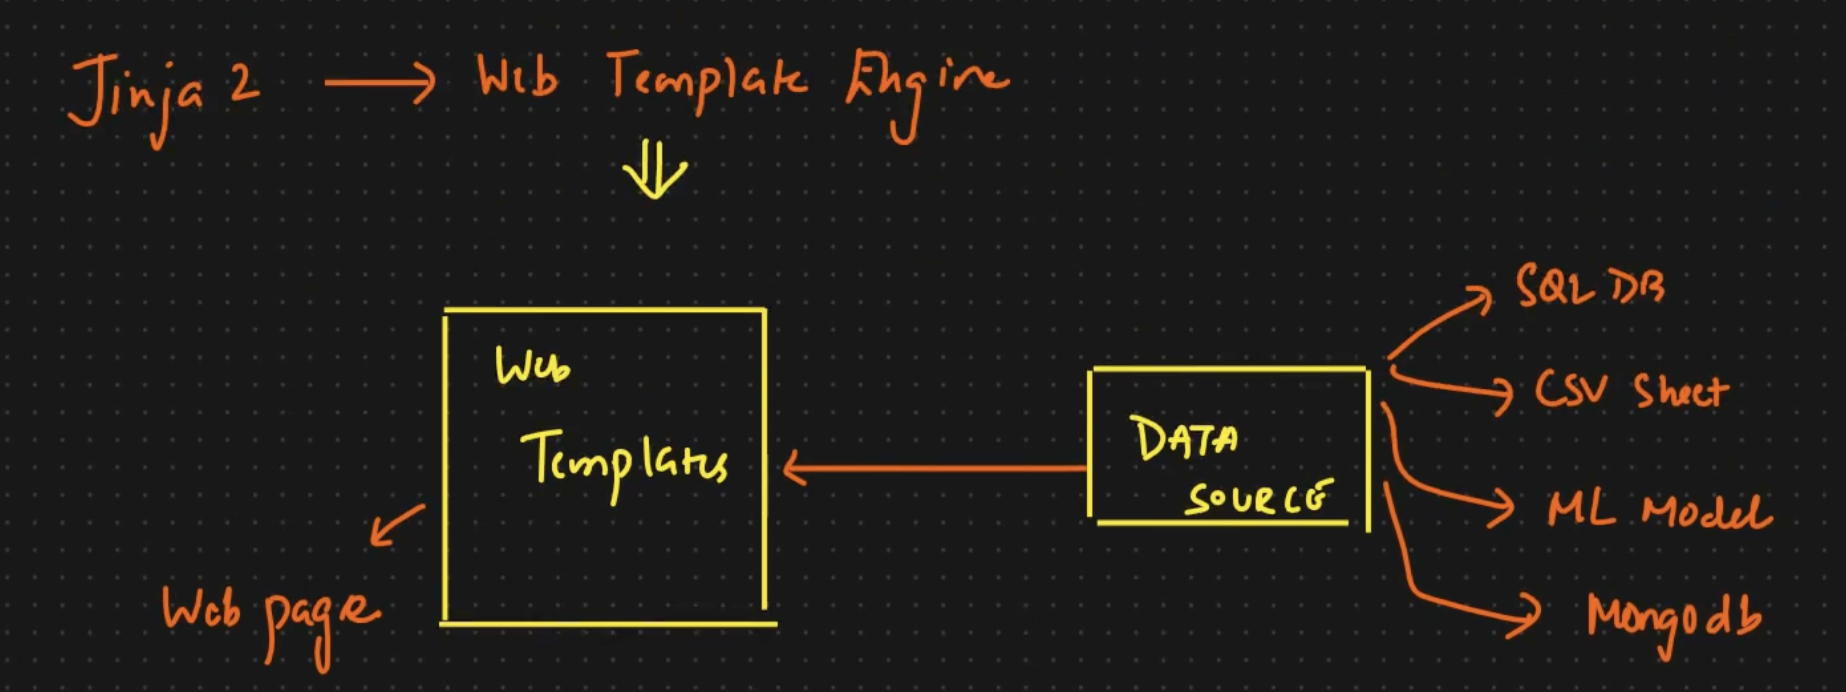 Jinja 2 → Web Template Engine
SQL DB
Web
Templates
CSV Sheet
DATA
SOURCE
ML Model
Web page
Mongodb